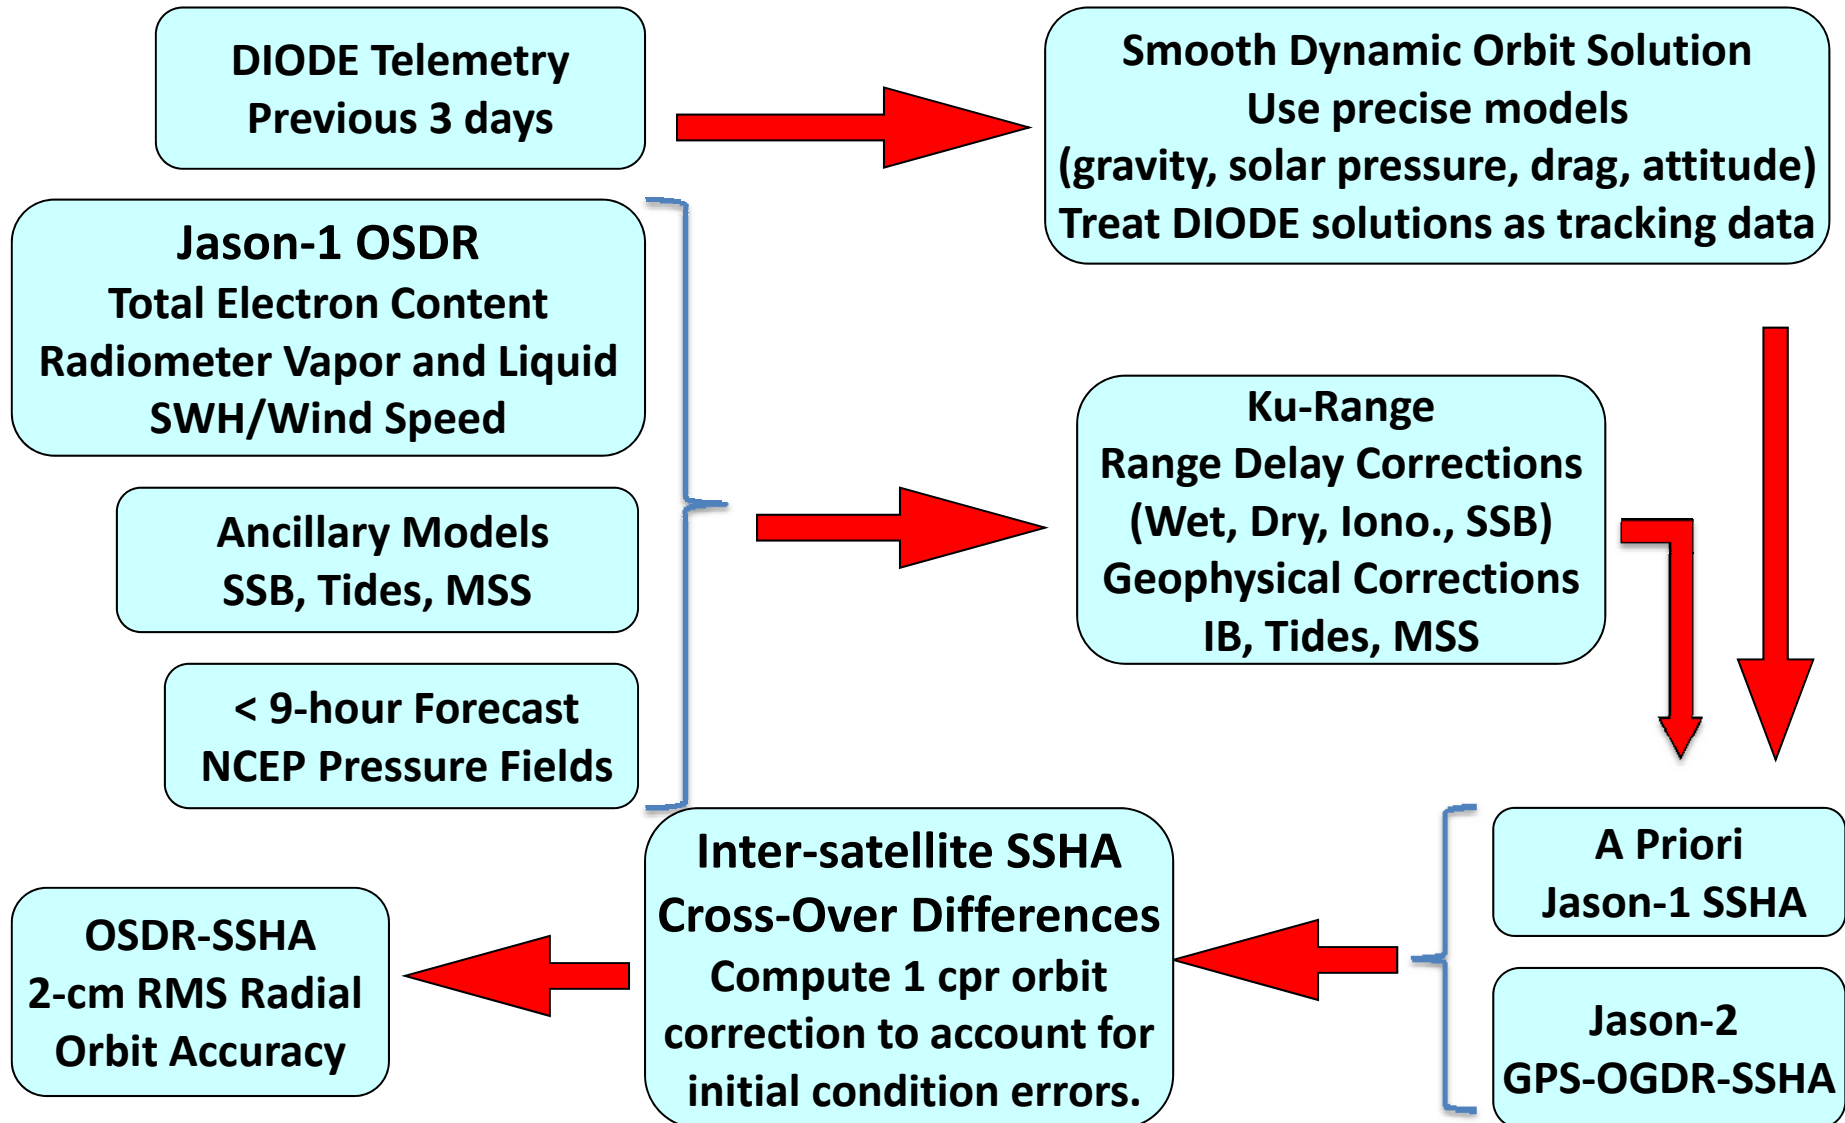 DIODE Telemetry
Previous 3 days
Smooth Dynamic Orbit Solution
Use precise models
(gravity, solar pressure, drag, attitude)
Treat DIODE solutions as tracking data
Jason-1 OSDR
Total Electron Content
Radiometer Vapor and Liquid
SWH/Wind Speed
Ancillary Models
SSB, Tides, MSS
< 9-hour Forecast
NCEP Pressure Fields
Ku-Range
Range Delay Corrections
(Wet, Dry, Iono., SSB)
Geophysical Corrections
IB, Tides, MSS
A Priori
Jason-1 SSHA
Jason-2
GPS-OGDR-SSHA
Inter-satellite SSHA
Cross-Over Differences
Compute 1 cpr orbit
correction to account for
initial condition errors.
OSDR-SSHA
2-cm RMS Radial
Orbit Accuracy